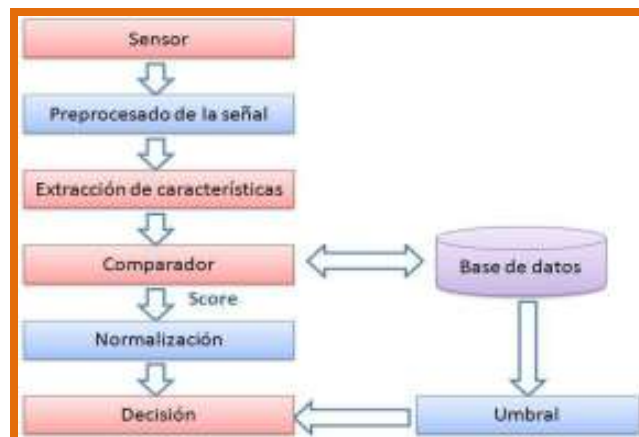 Sensor
Preprocesado de la señal
Extracción de características
Comparador
Base de datos
Score
Normalización
Decisión
Umbral